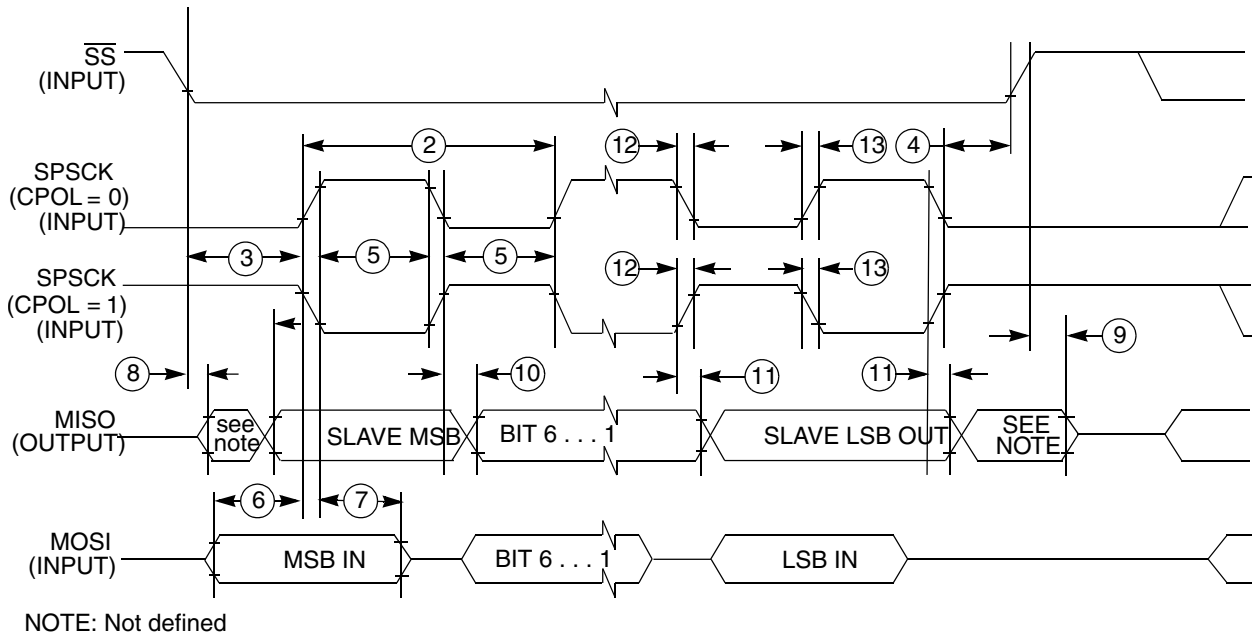 SS
(INPUT)
2
12
13
4
SPSCK
(CPOL = 0)
(INPUT)
3
5
5
12
13
SPSCK
(CPOL = 1)
(INPUT)
9
8
10
11
11
MISO
(OUTPUT)
see
note
SLAVE MSB
BIT 6 . . . 1
SLAVE LSB OUT
SEE
NOTE
6
7
MOSI
(INPUT)
MSB IN
BIT 6 . . . 1
LSB IN
NOTE: Not defined